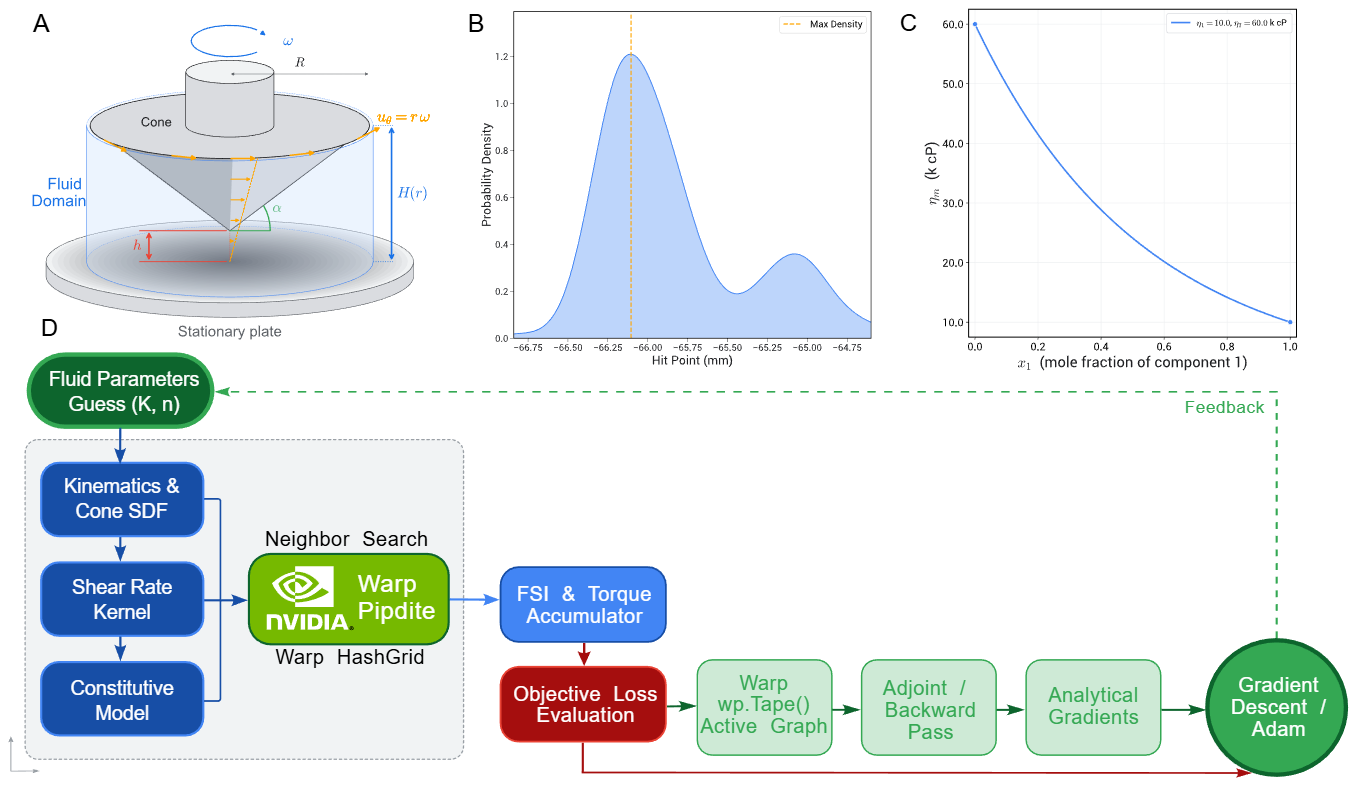 A
ω
R
Cone
u_θ = r ω
Fluid
Domain
H(r)
α
h
Stationary plate
B
Max Density
Probability Density
1.2
1.0
0.8
0.6
0.4
0.2
0.0
−66.75 −66.50 −66.25 −66.00 −65.75 −65.50 −65.25 −65.00 −64.75
Hit Point (mm)
C
η₁ = 10.0, η₂ = 60.0 k cP
η_m (k cP)
60.0
50.0
40.0
30.0
20.0
10.0
0.0 0.2 0.4 0.6 0.8 1.0
x₁ (mole fraction of component 1)
D
Fluid Parameters
Guess (K, n)
Feedback
Kinematics &
Cone SDF
Shear Rate
Kernel
Constitutive
Model
Neighbor Search
NVIDIA.
Warp
Pipdite
Warp HashGrid
FSI & Torque
Accumulator
Objective Loss
Evaluation
Warp
wp.Tape()
Active Graph
Adjoint /
Backward
Pass
Analytical
Gradients
Gradient
Descent /
Adam